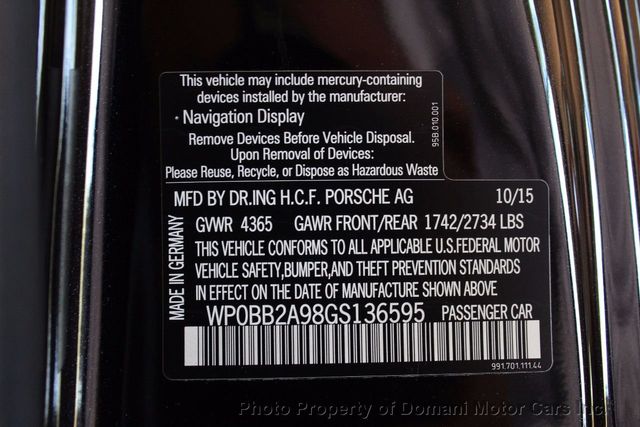 This vehicle may include mercury-containing
devices installed by the manufacturer:
· Navigation Display
Remove Devices Before Vehicle Disposal.
Upon Removal of Devices:
Please Reuse, Recycle, or Dispose as Hazardous Waste
95B.010.001
MFD BY DR.ING H.C.F. PORSCHE AG 10/15
GVWR 4365 GAWR FRONT/REAR 1742/2734 LBS
THIS VEHICLE CONFORMS TO ALL APPLICABLE U.S.FEDERAL MOTOR
VEHICLE SAFETY,BUMPER,AND THEFT PREVENTION STANDARDS
IN EFFECT ON THE DATE OF MANUFACTURE SHOWN ABOVE
WP0BB2A98GS136595 PASSENGER CAR
MADE IN GERMANY
991.701.111.44
Photo Property of Domani Motor Cars Inc.